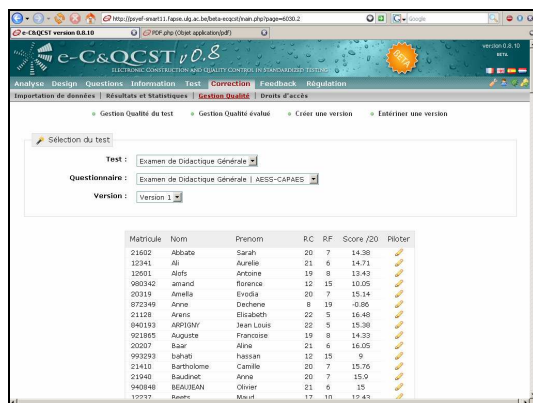 http://psyef-smart11.fapse.ulg.ac.be/beta-ecqcst/main.php?page=6030.2
Google
e-C&QCST version 0.8.10
PDF.php (Objet application/pdf)
e-C&QCST v0.8
ELECTRONIC CONSTRUCTION AND QUALITY CONTROL IN STANDARDIZED TESTING
BETA
version 0.8.10
BETA
Analyse Design Questions Information Test Correction Feedback Régulation
Importation de données | Résultats et Statistiques | Gestion Qualité | Droits d'accès
Gestion Qualité du test Gestion Qualité évalué Créer une version Entériner une version
Sélection du test
Test : Examen de Didactique Générale
Questionnaire : Examen de Didactique Générale | AESS-CAPAES
Version : Version 1
Matricule Nom Prenom RC RF Score /20 Piloter
21602 Abbate Sarah 20 7 14.38
12341 Ali Aurelie 21 6 14.71
12601 Alofs Antoine 19 8 13.43
980342 amand florence 12 15 10.05
20319 Amella Evodia 20 7 15.14
872349 Anne Dechene 8 19 -0.86
21128 Arens Elisabeth 22 5 16.48
840193 ARPIGNY Jean Louis 22 5 15.38
921865 Auguste Francoise 19 8 14.33
20207 Baar Aline 21 6 16.05
993293 bahati hassan 12 15 9
21410 Bartholome Camille 20 7 15.76
21940 Baudinet Anne 20 7 15.9
940848 BEAUJEAN Olivier 21 6 15
12237 Beets Maud 17 10 12.43